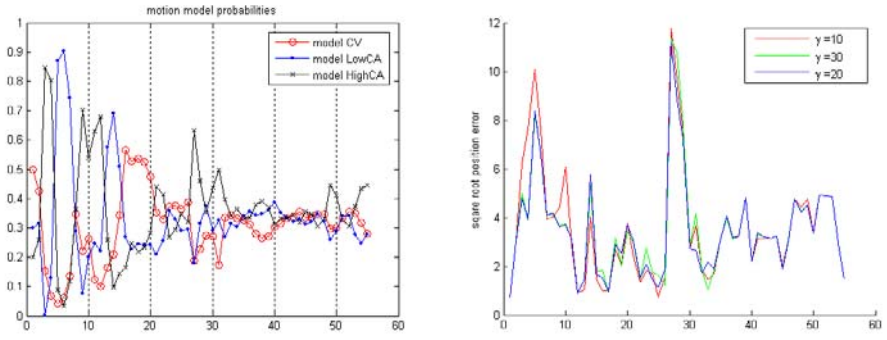 motion model probabilities
1
0.9
0.8
0.7
0.6
0.5
0.4
0.3
0.2
0.1
0
0 10 20 30 40 50 60
model CV
model LowCA
model HighCA
sqare root position error
12
10
8
6
4
2
0
0 10 20 30 40 50 60
γ =10
γ =30
γ =20